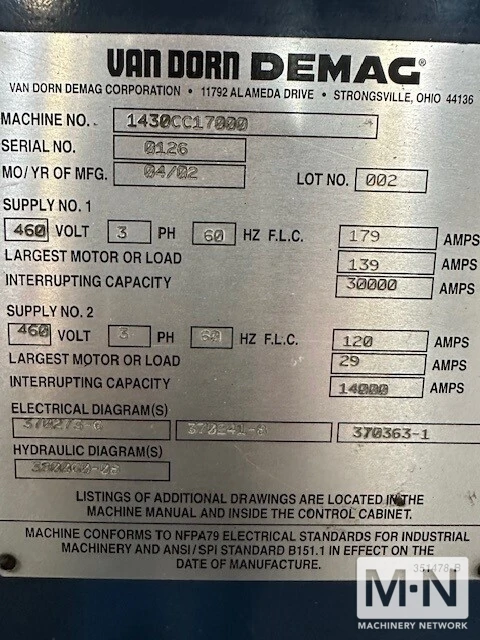 VAN DORN DEMAG®
VAN DORN DEMAG CORPORATION • 11792 ALAMEDA DRIVE • STRONGSVILLE, OHIO 44136
MACHINE NO. 1430CC17000
SERIAL NO. 0126
MO/YR OF MFG. 04/02 LOT NO. 002
SUPPLY NO. 1
460 VOLT 3 PH 60 HZ F.L.C. 179 AMPS
LARGEST MOTOR OR LOAD 139 AMPS
INTERRUPTING CAPACITY 30000 AMPS
SUPPLY NO. 2
460 VOLT 3 PH 60 HZ F.L.C. 120 AMPS
LARGEST MOTOR OR LOAD 29 AMPS
INTERRUPTING CAPACITY 14000 AMPS
ELECTRICAL DIAGRAM(S)
370363-1
HYDRAULIC DIAGRAM(S)
LISTINGS OF ADDITIONAL DRAWINGS ARE LOCATED IN THE
MACHINE MANUAL AND INSIDE THE CONTROL CABINET.
MACHINE CONFORMS TO NFPA79 ELECTRICAL STANDARDS FOR INDUSTRIAL
MACHINERY AND ANSI/SPI STANDARD B151.1 IN EFFECT ON THE
DATE OF MANUFACTURE.
351478-B
M-N
MACHINERY NETWORK